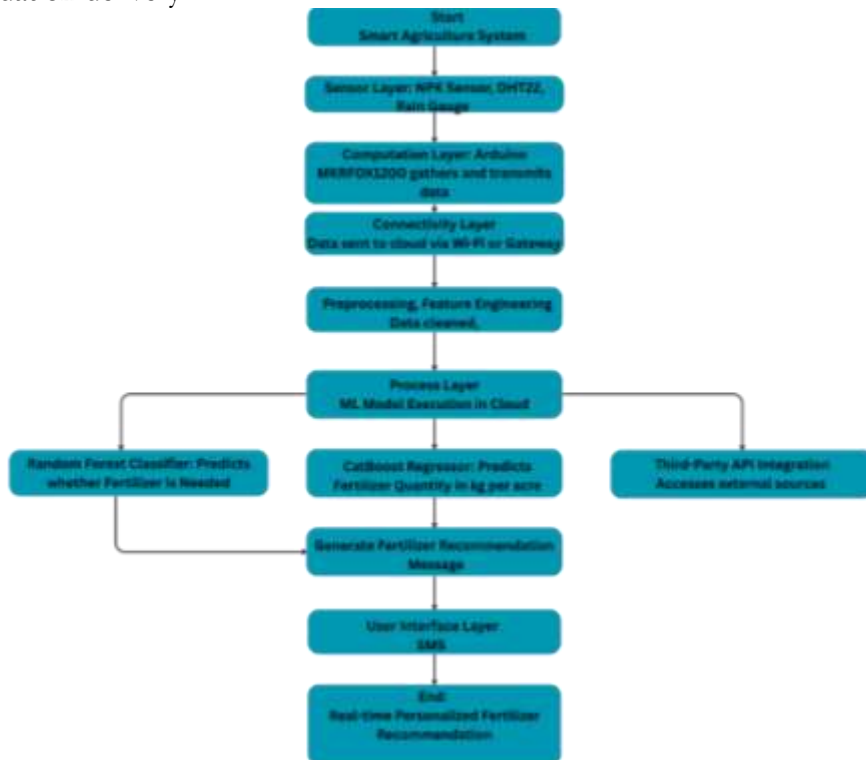 Start
Smart Agriculture System
Sensor Layer: NPK Sensor, DHT22,
Rain Gauge
Computation Layer: Arduino
MKRFOX1200 gathers and transmits
data
Connectivity Layer
Data sent to cloud via Wi-Fi or Gateway
Preprocessing, Feature Engineering
Data cleaned,
Process Layer
ML Model Execution in Cloud
Random Forest Classifier: Predicts
whether Fertilizer is Needed
CatBoost Regressor: Predicts
Fertilizer Quantity in kg per acre
Third-Party API Integration
Accesses external sources
Generate Fertilizer Recommendation
Message
User Interface Layer
SMS
End
Real-time Personalized Fertilizer
Recommendation